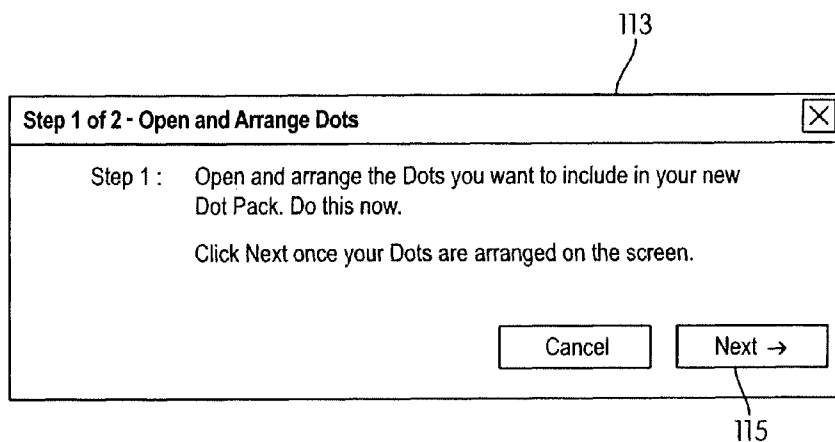 113
Step 1 of 2 - Open and Arrange Dots
Step 1 : Open and arrange the Dots you want to include in your new
Dot Pack. Do this now.
Click Next once your Dots are arranged on the screen.
Cancel Next →
115